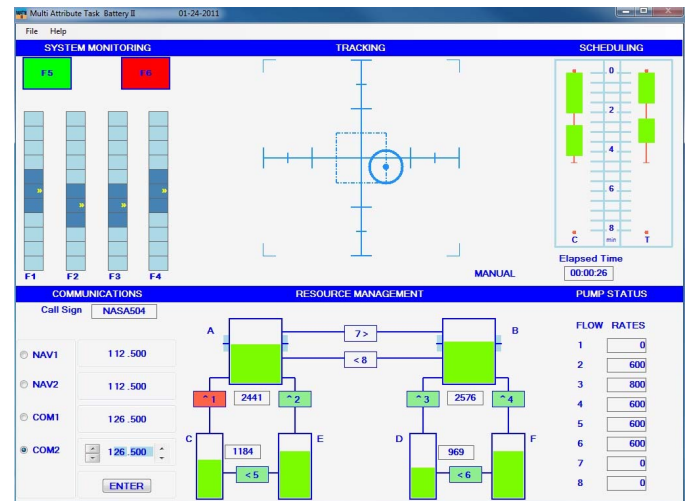 Multi Attribute Task Battery II 01-24-2011
File Help
SYSTEM MONITORING
F5 F6
F1 F2 F3 F4
TRACKING
MANUAL
SCHEDULING
0
2
4
6
8
C min T
Elapsed Time
00:00:26
COMMUNICATIONS
Call Sign NASA504
NAV1 112.500
NAV2 112.500
COM1 126.500
COM2 126.500
ENTER
RESOURCE MANAGEMENT
A 7 > B
< 8
^ 1 2441 ^ 2 ^ 3 2576 ^ 4
C 1184 E D 969 F
< 5 < 6
PUMP STATUS
FLOW RATES
1 0
2 600
3 800
4 600
5 600
6 600
7 0
8 0